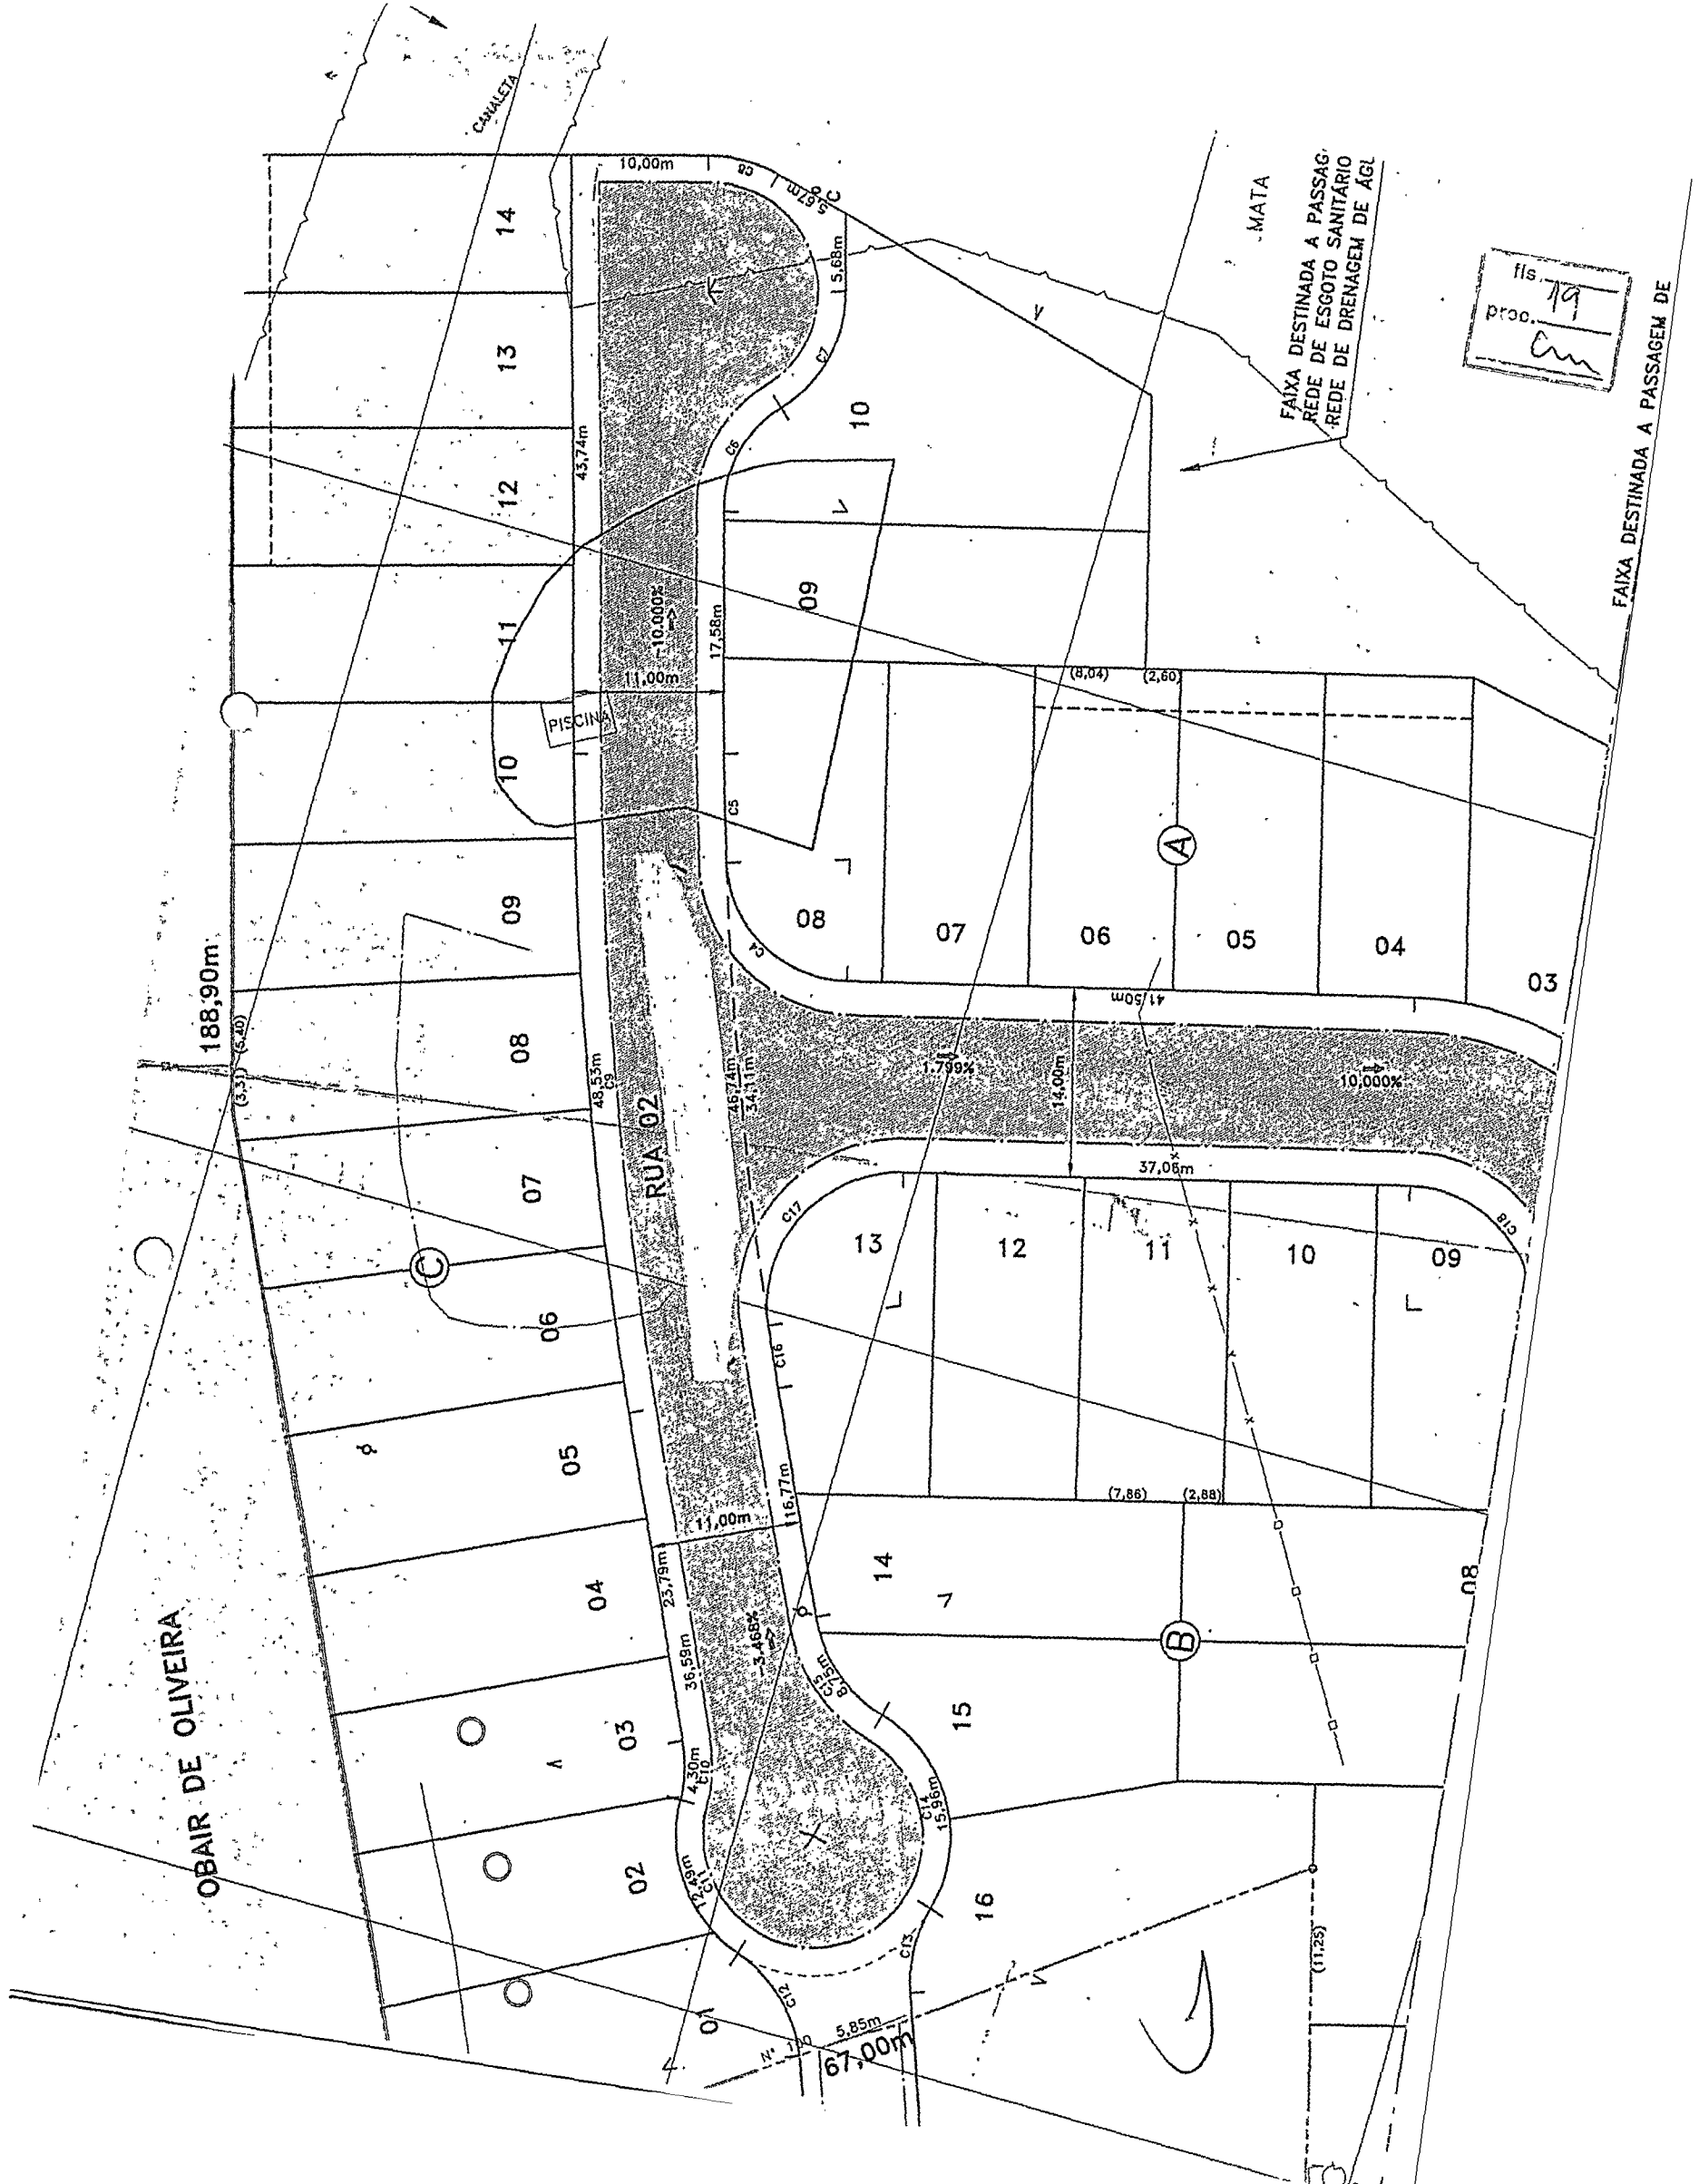 CANALETA
10,00m
C8
5,67m
C
5,68m
C7
C6
14
13
12
11
10
09
08
07
06
05
04
03
02
01
43,74m
-10.000%
17,58m
11,00m
PISCINA
C5
C4
10
09
08
07
06
05
04
03
(8,04)
(2,60)
A
MATA
FAIXA DESTINADA A PASSAG
REDE DE ESGOTO SANITÁRIO
REDE DE DRENAGEM DE ÁGU
fls. 19
proc.
FAIXA DESTINADA A PASSAGEM DE
188,90m
(3,31)
(5,40)
48,53m
C9
RUA 02
46,74m
34,11m
1.799%
14,00m
41,50m
10,000%
37,06m
C17
C18
C16
C
13
12
11
10
09
08
14
15
16
(7,86)
(2,88)
B
16,77m
11,00m
23,79m
36,59m
-3.468%
C15
8,75m
4,30m
C10
C14
15,96m
12,49m
C11
C13
C12
OBAIR DE OLIVEIRA
5,85m
67,00m
(11,25)